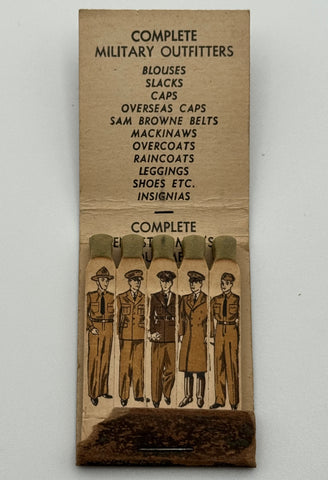 COMPLETE
MILITARY OUTFITTERS
BLOUSES
SLACKS
CAPS
OVERSEAS CAPS
SAM BROWNE BELTS
MACKINAWS
OVERCOATS
RAINCOATS
LEGGINGS
SHOES ETC.
INSIGNIAS
COMPLETE